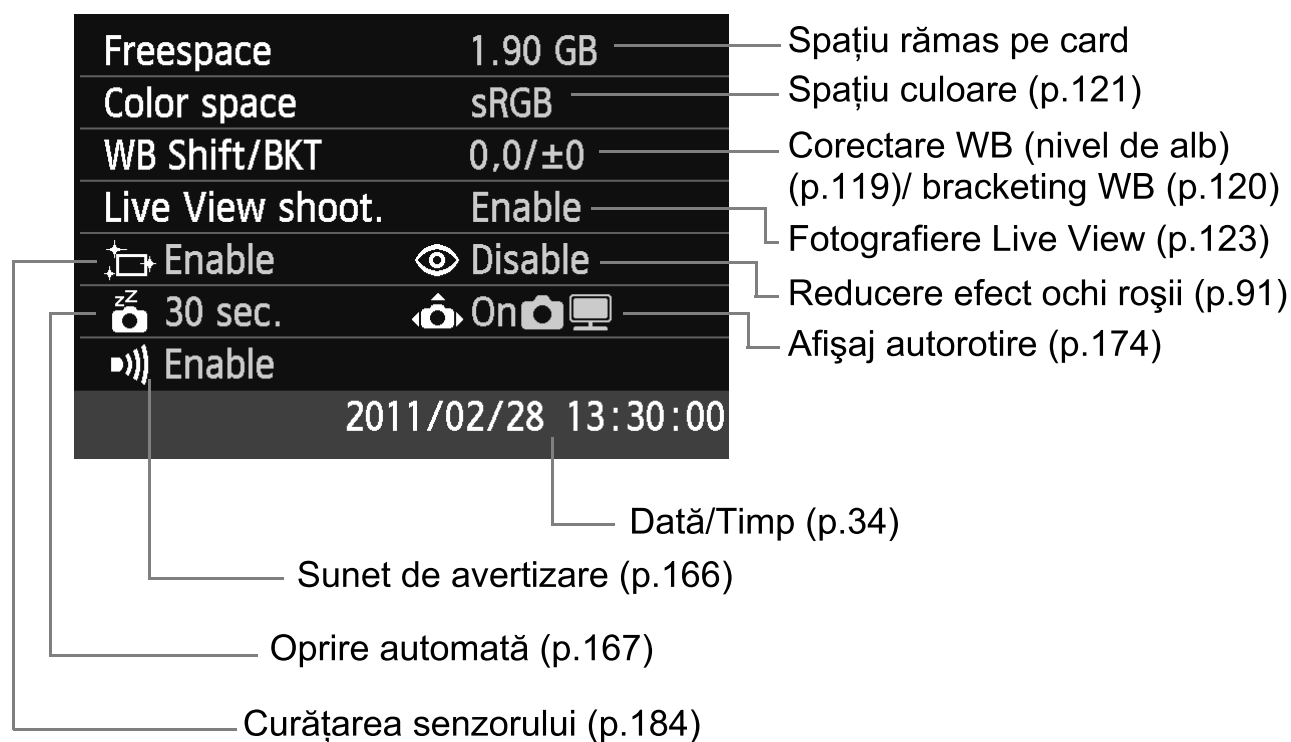 Freespace 1.90 GB Spațiu rămas pe card
Color space sRGB Spațiu culoare (p.121)
WB Shift/BKT 0,0/±0 Corectare WB (nivel de alb)
(p.119)/ bracketing WB (p.120)
Live View shoot. Enable Fotografiere Live View (p.123)
Enable Disable Reducere efect ochi roşii (p.91)
zZ 30 sec. On Afişaj autorotire (p.174)
Enable
2011/02/28 13:30:00
Dată/Timp (p.34)
Sunet de avertizare (p.166)
Oprire automată (p.167)
Curățarea senzorului (p.184)